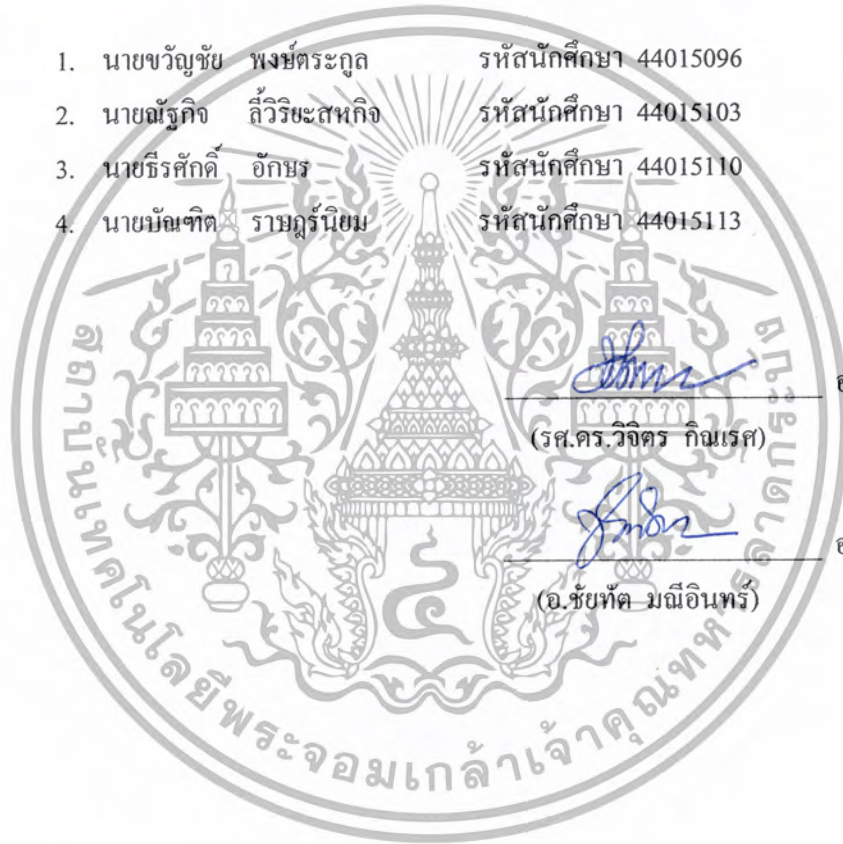 1. นายขวัญชัย พงษ์ตระกูล รหัสนักศึกษา 44015096
2. นายณัฐกิจ ลี้วิริยะสหกิจ รหัสนักศึกษา 44015103
3. นายธีรศักดิ์ อักษร รหัสนักศึกษา 44015110
4. นายบัณฑิต ราษฎร์นิยม รหัสนักศึกษา 44015113
(รศ.ดร.วิจิตร กิณเรศ)
(อ.ชัยทัต มณีอินทร์)
สถาบันเทคโนโลยีพระจอมเกล้าเจ้าคุณทหารลาดกระบัง